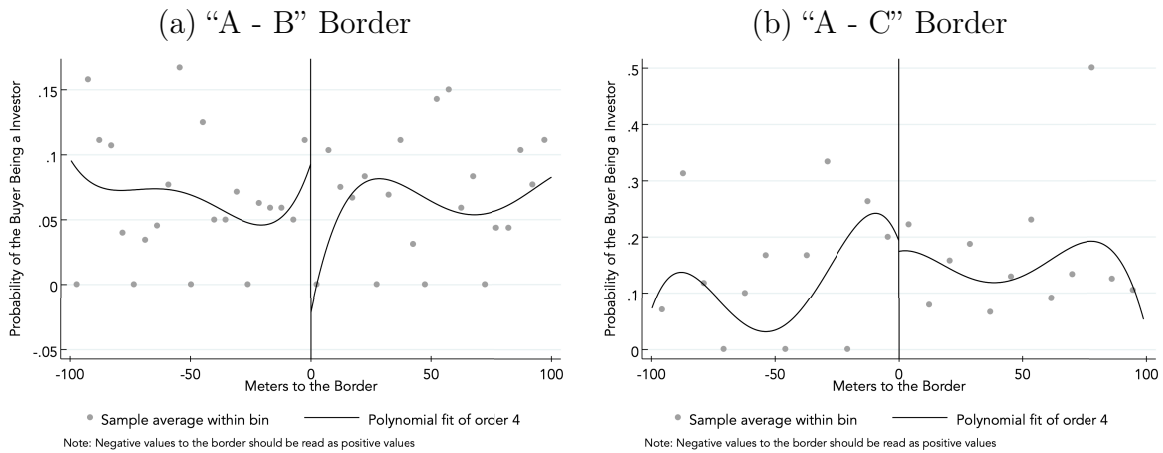 (a) “A - B” Border
Probability of the Buyer Being a Investor
.15
.1
.05
0
-.05
-100
-50
0
50
100
Meters to the Border
Sample average within bin
Polynomial fit of order 4
Note: Negative values to the border should be read as positive values
(b) “A - C” Border
Probability of the Buyer Being a Investor
.5
.4
.3
.2
.1
0
-100
-50
0
50
100
Meters to the Border
Sample average within bin
Polynomial fit of order 4
Note: Negative values to the border should be read as positive values